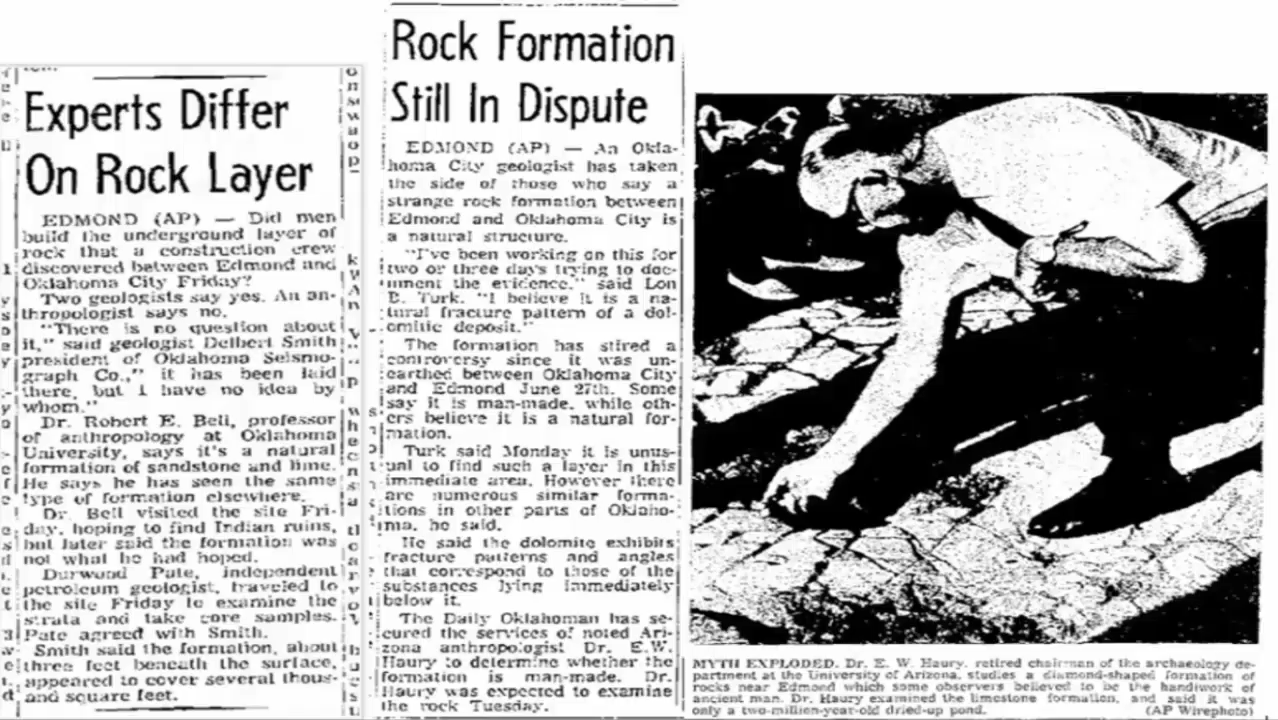 Experts Differ
On Rock Layer
EDMOND (AP) — Did men
build the underground layer of
rock that a construction crew
discovered between Edmond and
Oklahoma City Friday?
Two geologists say yes. An an-
thropologist says no.
"There is no question about
it," said geologist Delbert Smith
president of Oklahoma Seismo-
graph Co.," it has been laid
there, but I have no idea by
whom."
Dr. Robert E. Bell, professor
of anthropology at Oklahoma
University, says it's a natural
formation of sandstone and lime.
He says he has seen the same
type of formation elsewhere.
Dr. Bell visited the site Fri-
day, hoping to find Indian ruins,
but later said the formation was
not what he had hoped.
Durwood Pate, independent
petroleum geologist, traveled to
the site Friday to examine the
strata and take core samples.
Pate agreed with Smith.
Smith said the formation, about
three feet beneath the surface,
appeared to cover several thous-
and square feet.
Rock Formation
Still In Dispute
EDMOND (AP) — An Okla-
homa City geologist has taken
the side of those who say a
strange rock formation between
Edmond and Oklahoma City is
a natural structure.
"I've been working on this for
two or three days trying to doc-
ument the evidence." said Lon
B. Turk. "I believe it is a na-
tural fracture pattern of a dol-
omitic deposit."
The formation has stired a
controversy since it was un-
earthed between Oklahoma City
and Edmond June 27th. Some
say it is man-made, while oth-
ers believe it is a natural for-
mation.
Turk said Monday it is unus-
ual to find such a layer in this
immediate area. However there
are numerous similar forma-
tions in other parts of Oklaho-
ma, he said.
He said the dolomite exhibits
fracture patterns and angles
that correspond to those of the
substances lying immediately
below it.
The Daily Oklahoman has se-
cured the services of noted Ari-
zona anthropologist Dr. E.W.
Haury to determine whether the
formation is man-made. Dr.
Haury was expected to examine
the rock Tuesday.
MYTH EXPLODED. Dr. E. W. Haury, retired chairman of the archaeology de-
partment at the University of Arizona, studies a diamond-shaped formation of
rocks near Edmond which some observers believed to be the handiwork of
ancient man. Dr. Haury examined the limestone formation, and said it was
only a two-million-year-old dried-up pond. (AP Wirephoto)